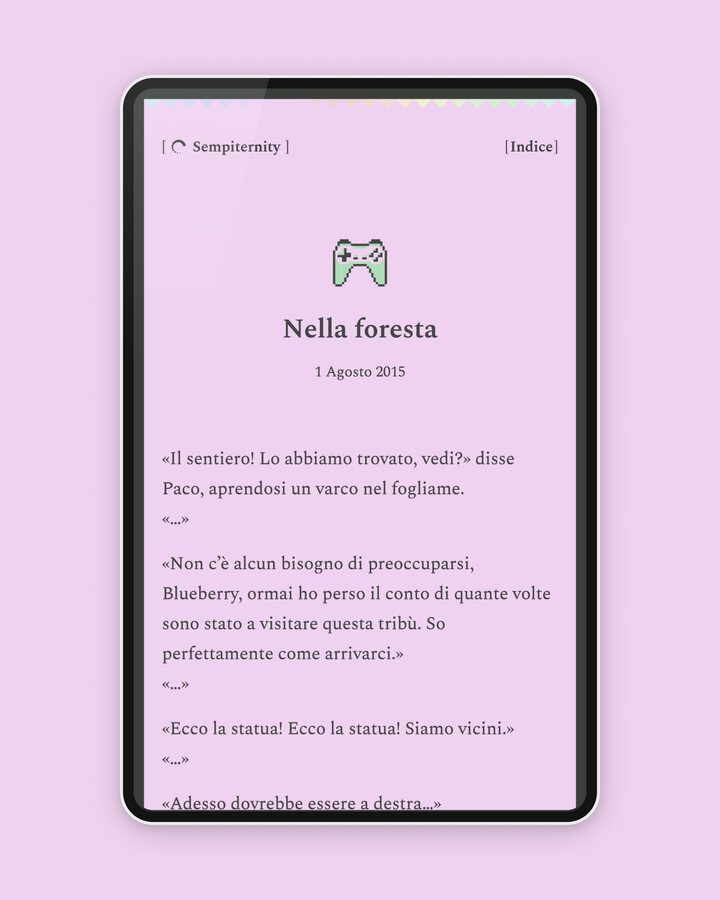 [ Sempiternity ]
[Indice]
Nella foresta
1 Agosto 2015
«Il sentiero! Lo abbiamo trovato, vedi?» disse
Paco, aprendosi un varco nel fogliame.
«…»
«Non c’è alcun bisogno di preoccuparsi,
Blueberry, ormai ho perso il conto di quante volte
sono stato a visitare questa tribù. So
perfettamente come arrivarci.»
«…»
«Ecco la statua! Ecco la statua! Siamo vicini.»
«…»
«Adesso dovrebbe essere a destra…»